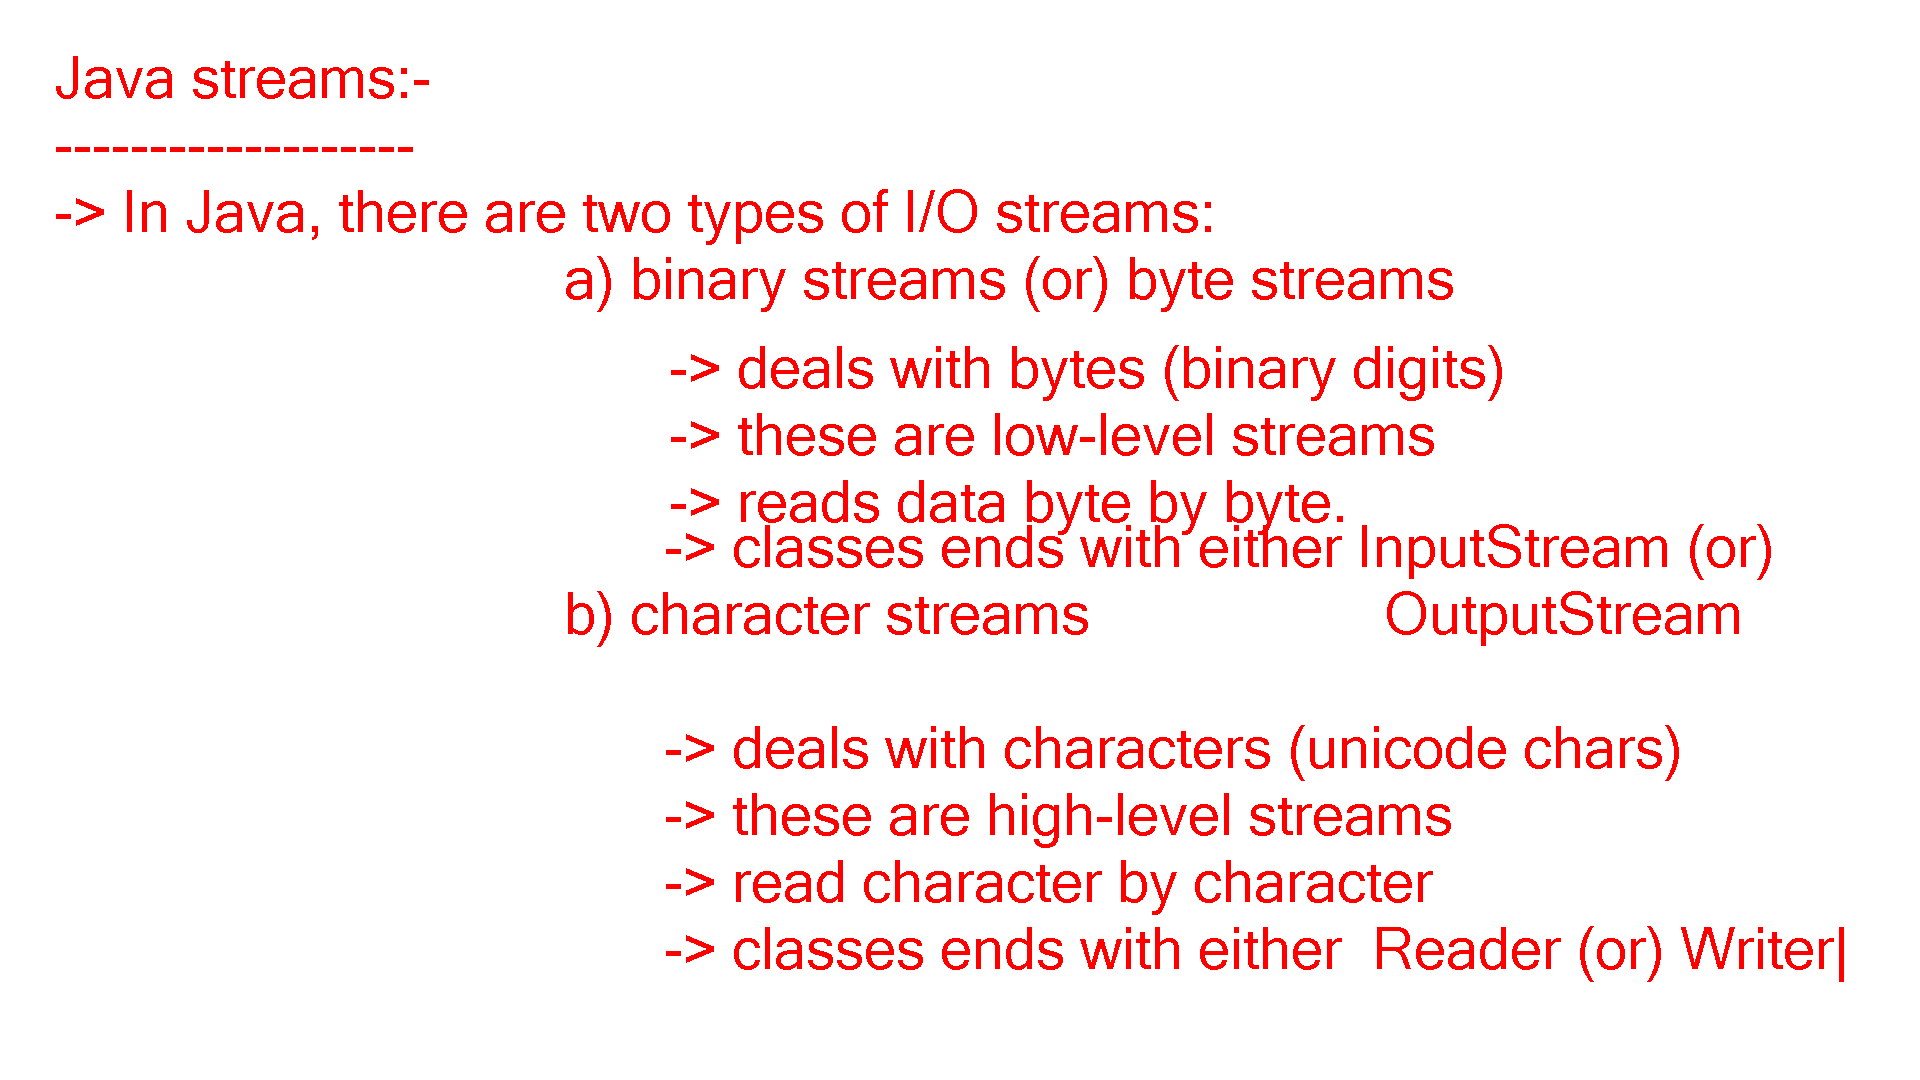 Java streams:-
-------------------
-> In Java, there are two types of I/O streams:
a) binary streams (or) byte streams
-> deals with bytes (binary digits)
-> these are low-level streams
-> reads data byte by byte.
-> classes ends with either InputStream (or)
OutputStream
b) character streams
-> deals with characters (unicode chars)
-> these are high-level streams
-> read character by character
-> classes ends with either  Reader (or) Writer